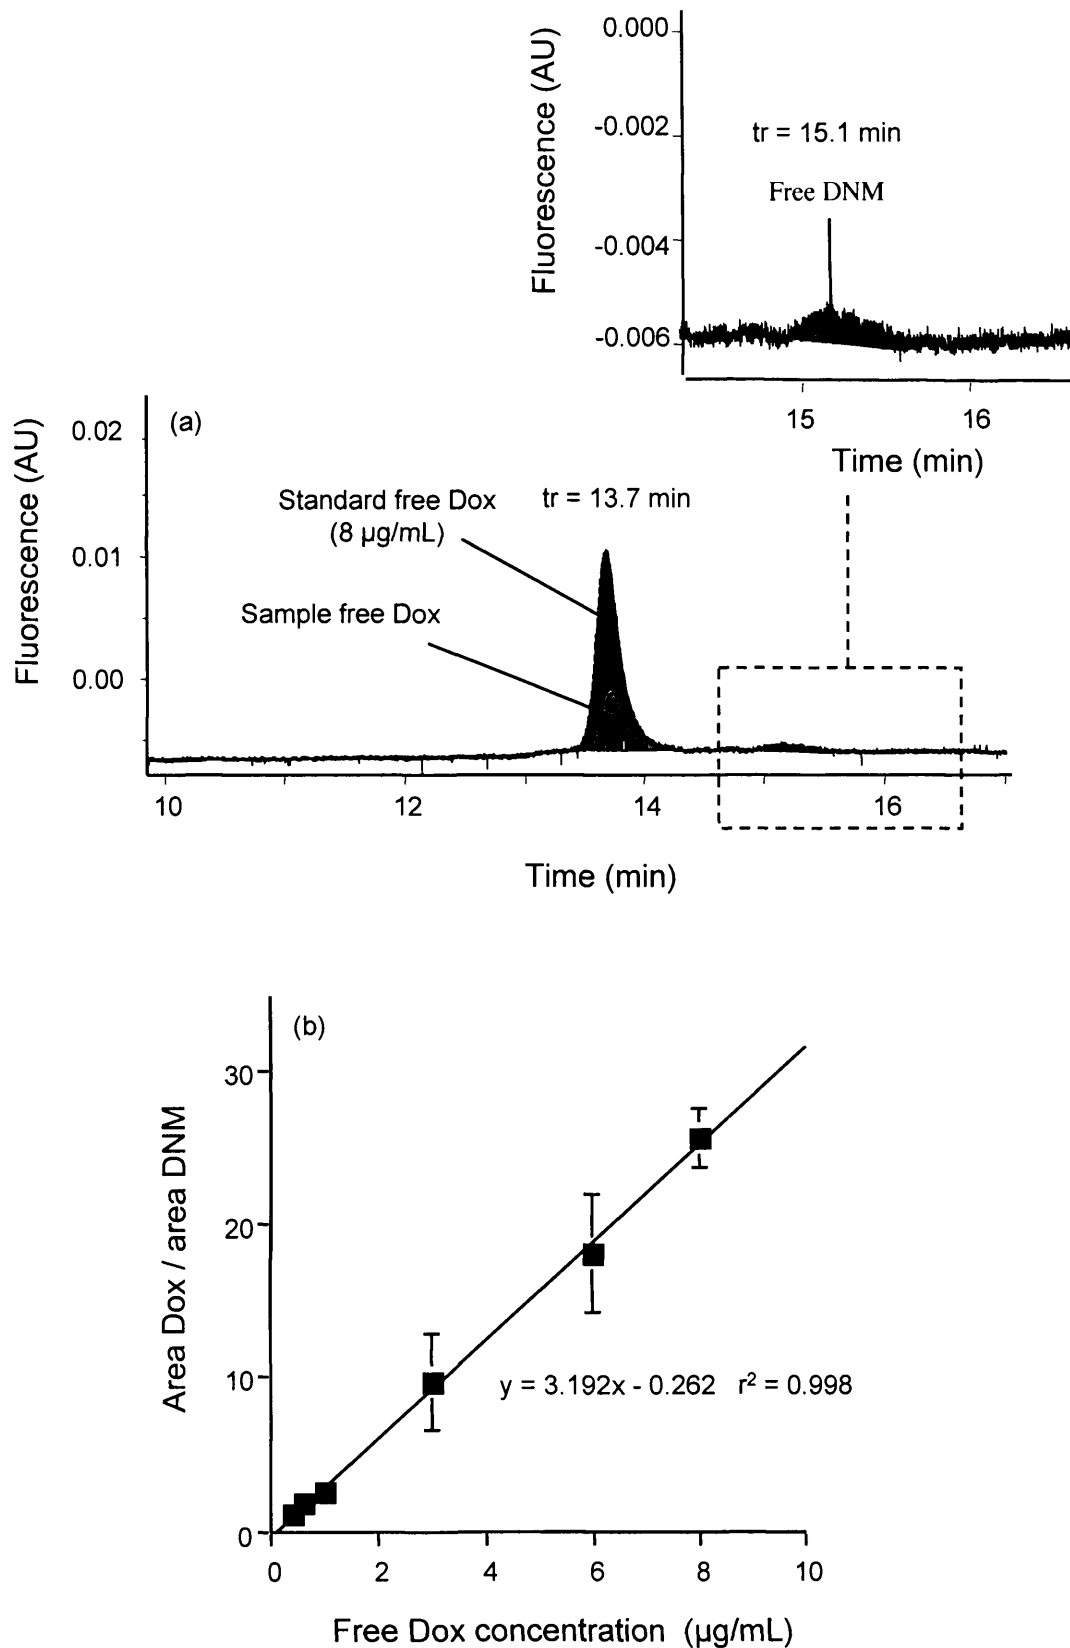 Fluorescence (AU)
0.000
-0.002
-0.004
-0.006
tr = 15.1 min
Free DNM
15 16
Time (min)
(a)
Fluorescence (AU)
0.02
0.01
0.00
Standard free Dox
(8 µg/mL)
tr = 13.7 min
Sample free Dox
10 12 14 16
Time (min)
(b)
Area Dox / area DNM
30
20
10
0
y = 3.192x - 0.262 r² = 0.998
0 2 4 6 8 10
Free Dox concentration (µg/mL)